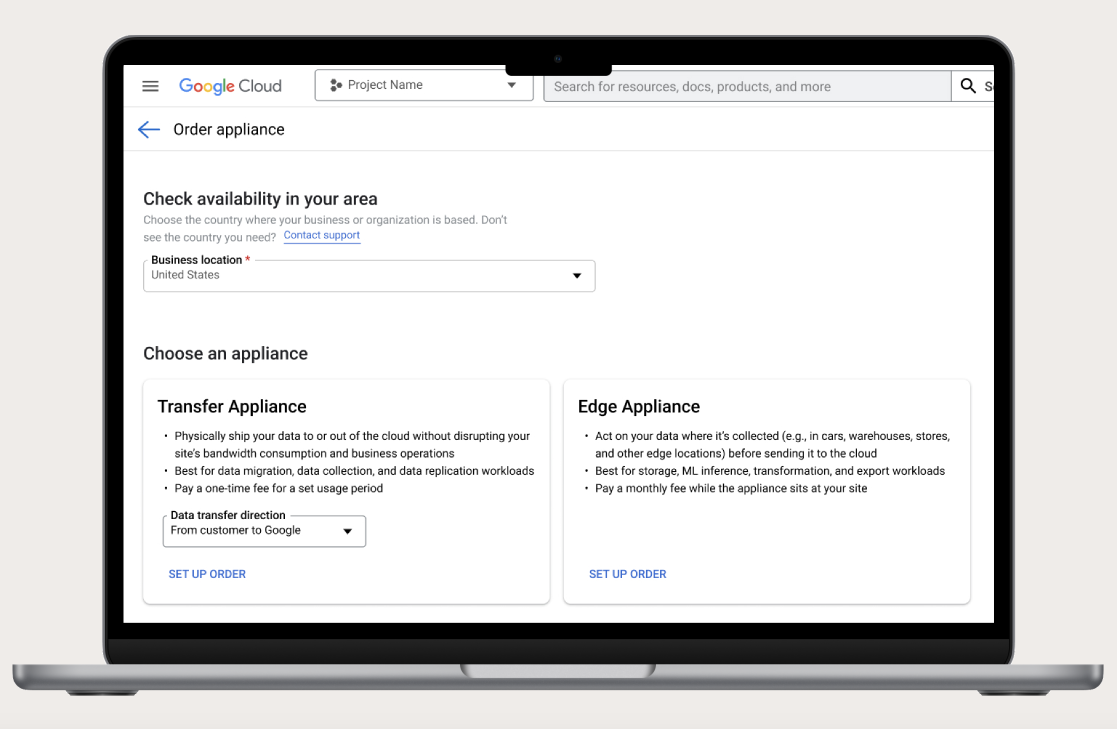 Google Cloud
Project Name
Search for resources, docs, products, and more
Order appliance
Check availability in your area
Choose the country where your business or organization is based. Don't
see the country you need? Contact support
Business location *
United States
Choose an appliance
Transfer Appliance
• Physically ship your data to or out of the cloud without disrupting your
site's bandwidth consumption and business operations
• Best for data migration, data collection, and data replication workloads
• Pay a one-time fee for a set usage period
Data transfer direction
From customer to Google
SET UP ORDER
Edge Appliance
• Act on your data where it's collected (e.g., in cars, warehouses, stores,
and other edge locations) before sending it to the cloud
• Best for storage, ML inference, transformation, and export workloads
• Pay a monthly fee while the appliance sits at your site
SET UP ORDER